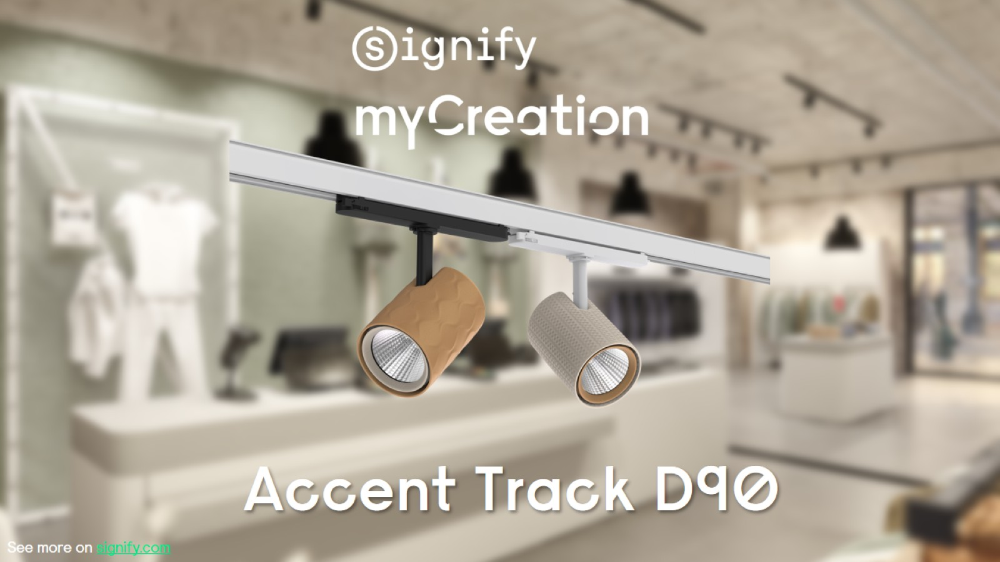 signify
myCreation
Accent Track D90
See more on signify.com